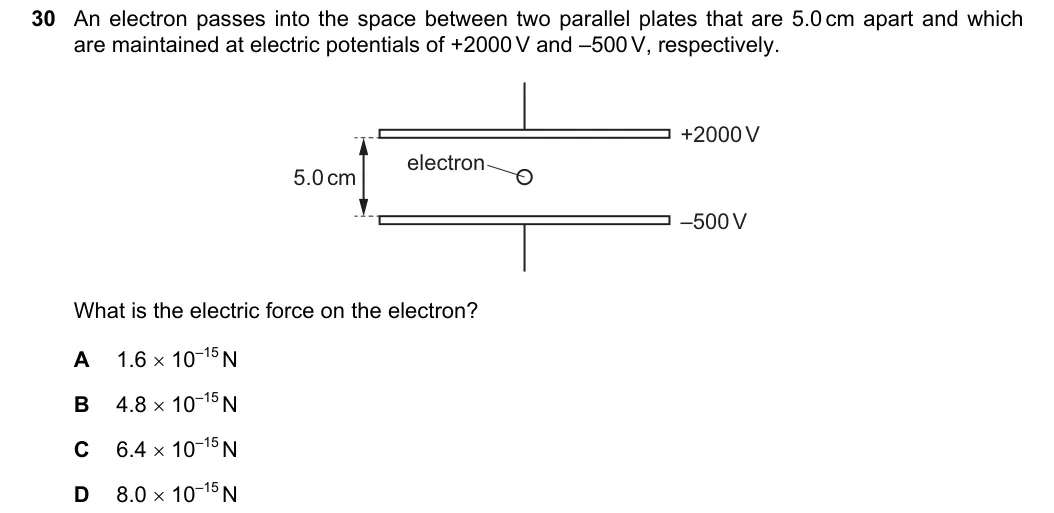 30 An electron passes into the space between two parallel plates that are 5.0 cm apart and which
are maintained at electric potentials of +2000 V and –500 V, respectively.
+2000 V
electron
5.0 cm
–500 V
What is the electric force on the electron?
A 1.6 × 10⁻¹⁵ N
B 4.8 × 10⁻¹⁵ N
C 6.4 × 10⁻¹⁵ N
D 8.0 × 10⁻¹⁵ N